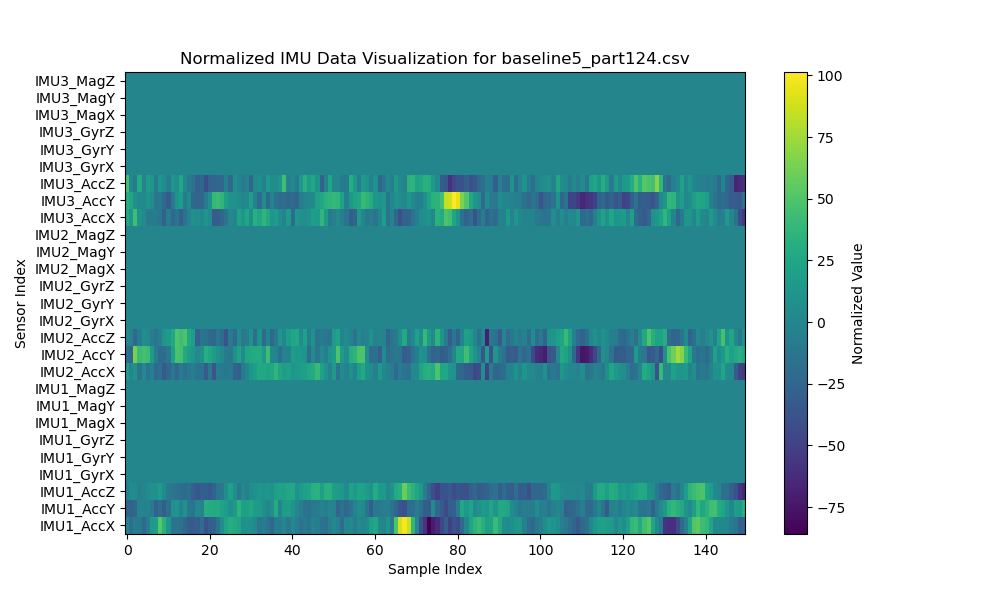 Normalized IMU Data Visualization for baseline5_part124.csv
IMU3_MagZ
IMU3_MagY
IMU3_MagX
IMU3_GyrZ
IMU3_GyrY
IMU3_GyrX
IMU3_AccZ
IMU3_AccY
IMU3_AccX
IMU2_MagZ
IMU2_MagY
IMU2_MagX
IMU2_GyrZ
IMU2_GyrY
IMU2_GyrX
IMU2_AccZ
IMU2_AccY
IMU2_AccX
IMU1_MagZ
IMU1_MagY
IMU1_MagX
IMU1_GyrZ
IMU1_GyrY
IMU1_GyrX
IMU1_AccZ
IMU1_AccY
IMU1_AccX
Sensor Index
0 20 40 60 80 100 120 140
Sample Index
100
75
50
25
0
−25
−50
−75
Normalized Value